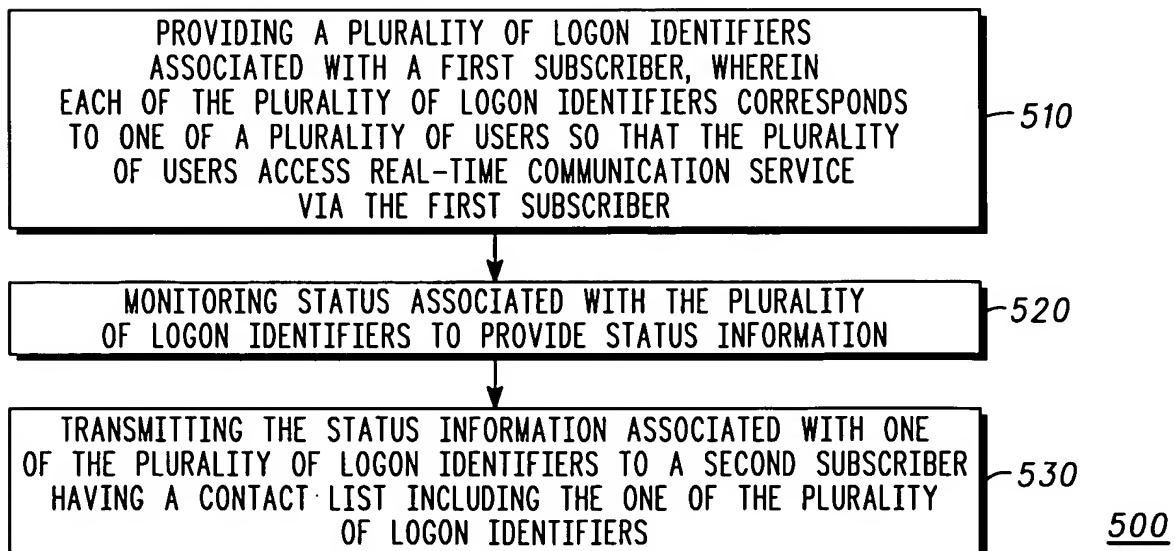 PROVIDING A PLURALITY OF LOGON IDENTIFIERS
ASSOCIATED WITH A FIRST SUBSCRIBER, WHEREIN
EACH OF THE PLURALITY OF LOGON IDENTIFIERS CORRESPONDS
TO ONE OF A PLURALITY OF USERS SO THAT THE PLURALITY
OF USERS ACCESS REAL-TIME COMMUNICATION SERVICE
VIA THE FIRST SUBSCRIBER
510
MONITORING STATUS ASSOCIATED WITH THE PLURALITY
OF LOGON IDENTIFIERS TO PROVIDE STATUS INFORMATION
520
TRANSMITTING THE STATUS INFORMATION ASSOCIATED WITH ONE
OF THE PLURALITY OF LOGON IDENTIFIERS TO A SECOND SUBSCRIBER
HAVING A CONTACT LIST INCLUDING THE ONE OF THE PLURALITY
OF LOGON IDENTIFIERS
530
500